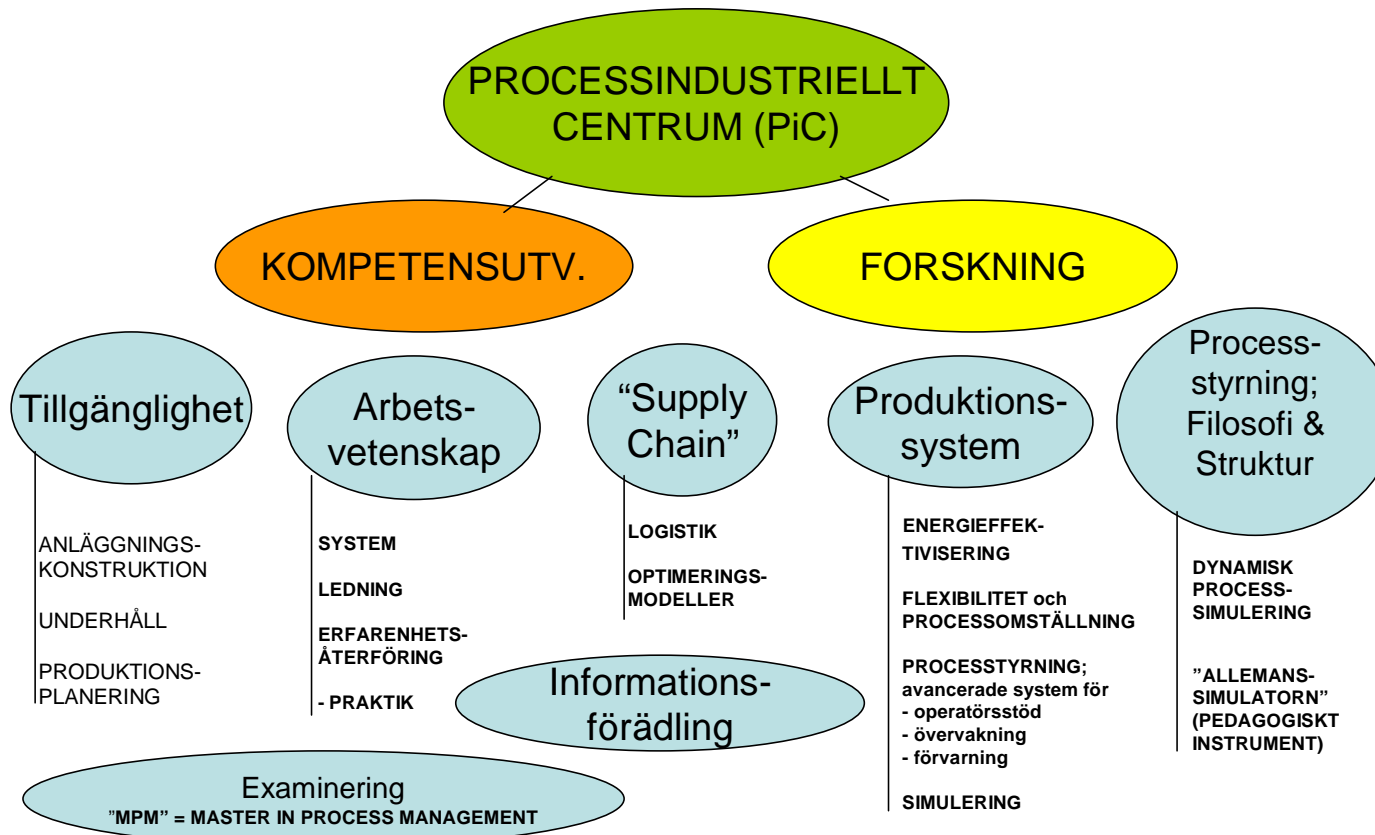 PROCESSINDUSTRIELLT
CENTRUM (PiC)
KOMPETENSUTV.
FORSKNING
Tillgänglighet
ANLÄGGNINGS-
KONSTRUKTION
UNDERHÅLL
PRODUKTIONS-
PLANERING
Arbets-
vetenskap
SYSTEM
LEDNING
ERFARENHETS-
ÅTERFÖRING
- PRAKTIK
“Supply
Chain”
LOGISTIK
OPTIMERINGS-
MODELLER
Produktions-
system
ENERGIEFFEK-
TIVISERING
FLEXIBILITET och
PROCESSOMSTÄLLNING
PROCESSTYRNING;
avancerade system för
- operatörsstöd
- övervakning
- förvarning
SIMULERING
Process-
styrning;
Filosofi &
Struktur
DYNAMISK
PROCESS-
SIMULERING
”ALLEMANS-
SIMULATORN”
(PEDAGOGISKT
INSTRUMENT)
Informations-
förädling
Examinering
”MPM” = MASTER IN PROCESS MANAGEMENT